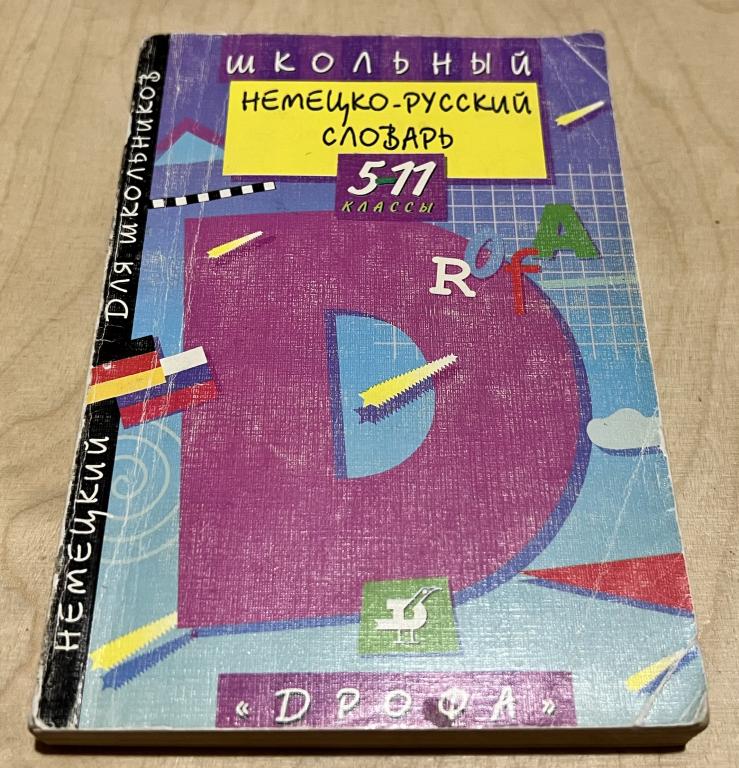 ШКОЛЬНЫЙ
НЕМЕЦКО-РУССКИЙ
СЛОВАРЬ
5-11
КЛАССЫ
DROfA
«ДРОФА»
НЕМЕЦКИЙ ДЛЯ ШКОЛЬНИКОВ